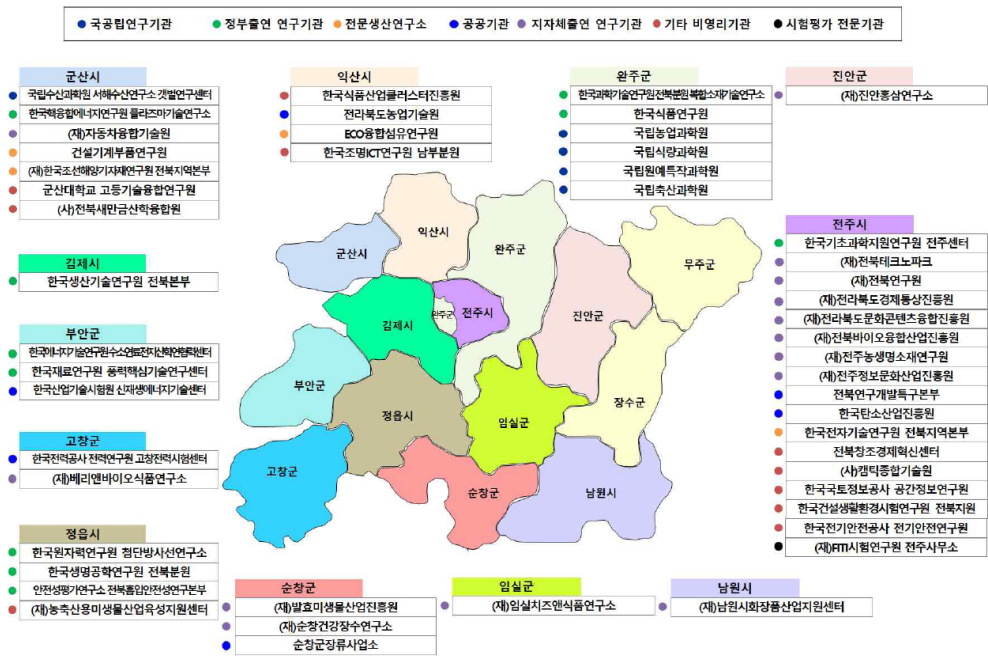 국공립연구기관 정부출연 연구기관 전문생산연구소 공공기관 지자체출연 연구기관 기타 비영리기관 시험평가 전문기관
군산시
국립수산과학원 서해수산연구소 갯벌연구센터
한국핵융합에너지연구원 플라즈마기술연구소
(재)자동차융합기술원
건설기계부품연구원
(재)한국조선해양기자재연구원 전북지역본부
군산대학교 고등기술융합연구원
(사)전북새만금산학융합원
익산시
한국식품산업클러스터진흥원
전라북도농업기술원
ECO융합섬유연구원
한국조명ICT연구원 남부분원
완주군
한국과학기술연구원전북분원복합소재기술연구소
한국식품연구원
국립농업과학원
국립식량과학원
국립원예특작과학원
국립축산과학원
진안군
(재)진안홍삼연구소
전주시
한국기초과학지원연구원 전주센터
(재)전북테크노파크
(재)전북연구원
(재)전라북도경제통상진흥원
(재)전라북도문화콘텐츠융합진흥원
(재)전북바이오융합산업진흥원
(재)전주농생명소재연구원
(재)전주정보문화산업진흥원
전북연구개발특구본부
한국탄소산업진흥원
한국전자기술연구원 전북지역본부
전북창조경제혁신센터
(사)캠틱종합기술원
한국국토정보공사 공간정보연구원
한국건설생활환경시험연구원 전북지원
한국전기안전공사 전기안전연구원
(재)FITI시험연구원 전주사무소
김제시
한국생산기술연구원 전북본부
부안군
한국에너지기술연구원수소연료전지산학연협력센터
한국재료연구원 풍력핵심기술연구센터
한국산업기술시험원 신재생에너지기술센터
고창군
한국전력공사 전력연구원 고창전력시험센터
(재)베리앤바이오식품연구소
정읍시
한국원자력연구원 첨단방사선연구소
한국생명공학연구원 전북분원
안전성평가연구소 전북흡입안전성연구본부
(재)농축산용미생물산업육성지원센터
군산시
익산시
완주군
무주군
김제시
완주군
전주시
진안군
부안군
정읍시
임실군
장수군
고창군
순창군
남원시
순창군
(재)발효미생물산업진흥원
(재)순창건강장수연구소
순창군장류사업소
임실군
(재)임실치즈앤식품연구소
남원시
(재)남원시화장품산업지원센터